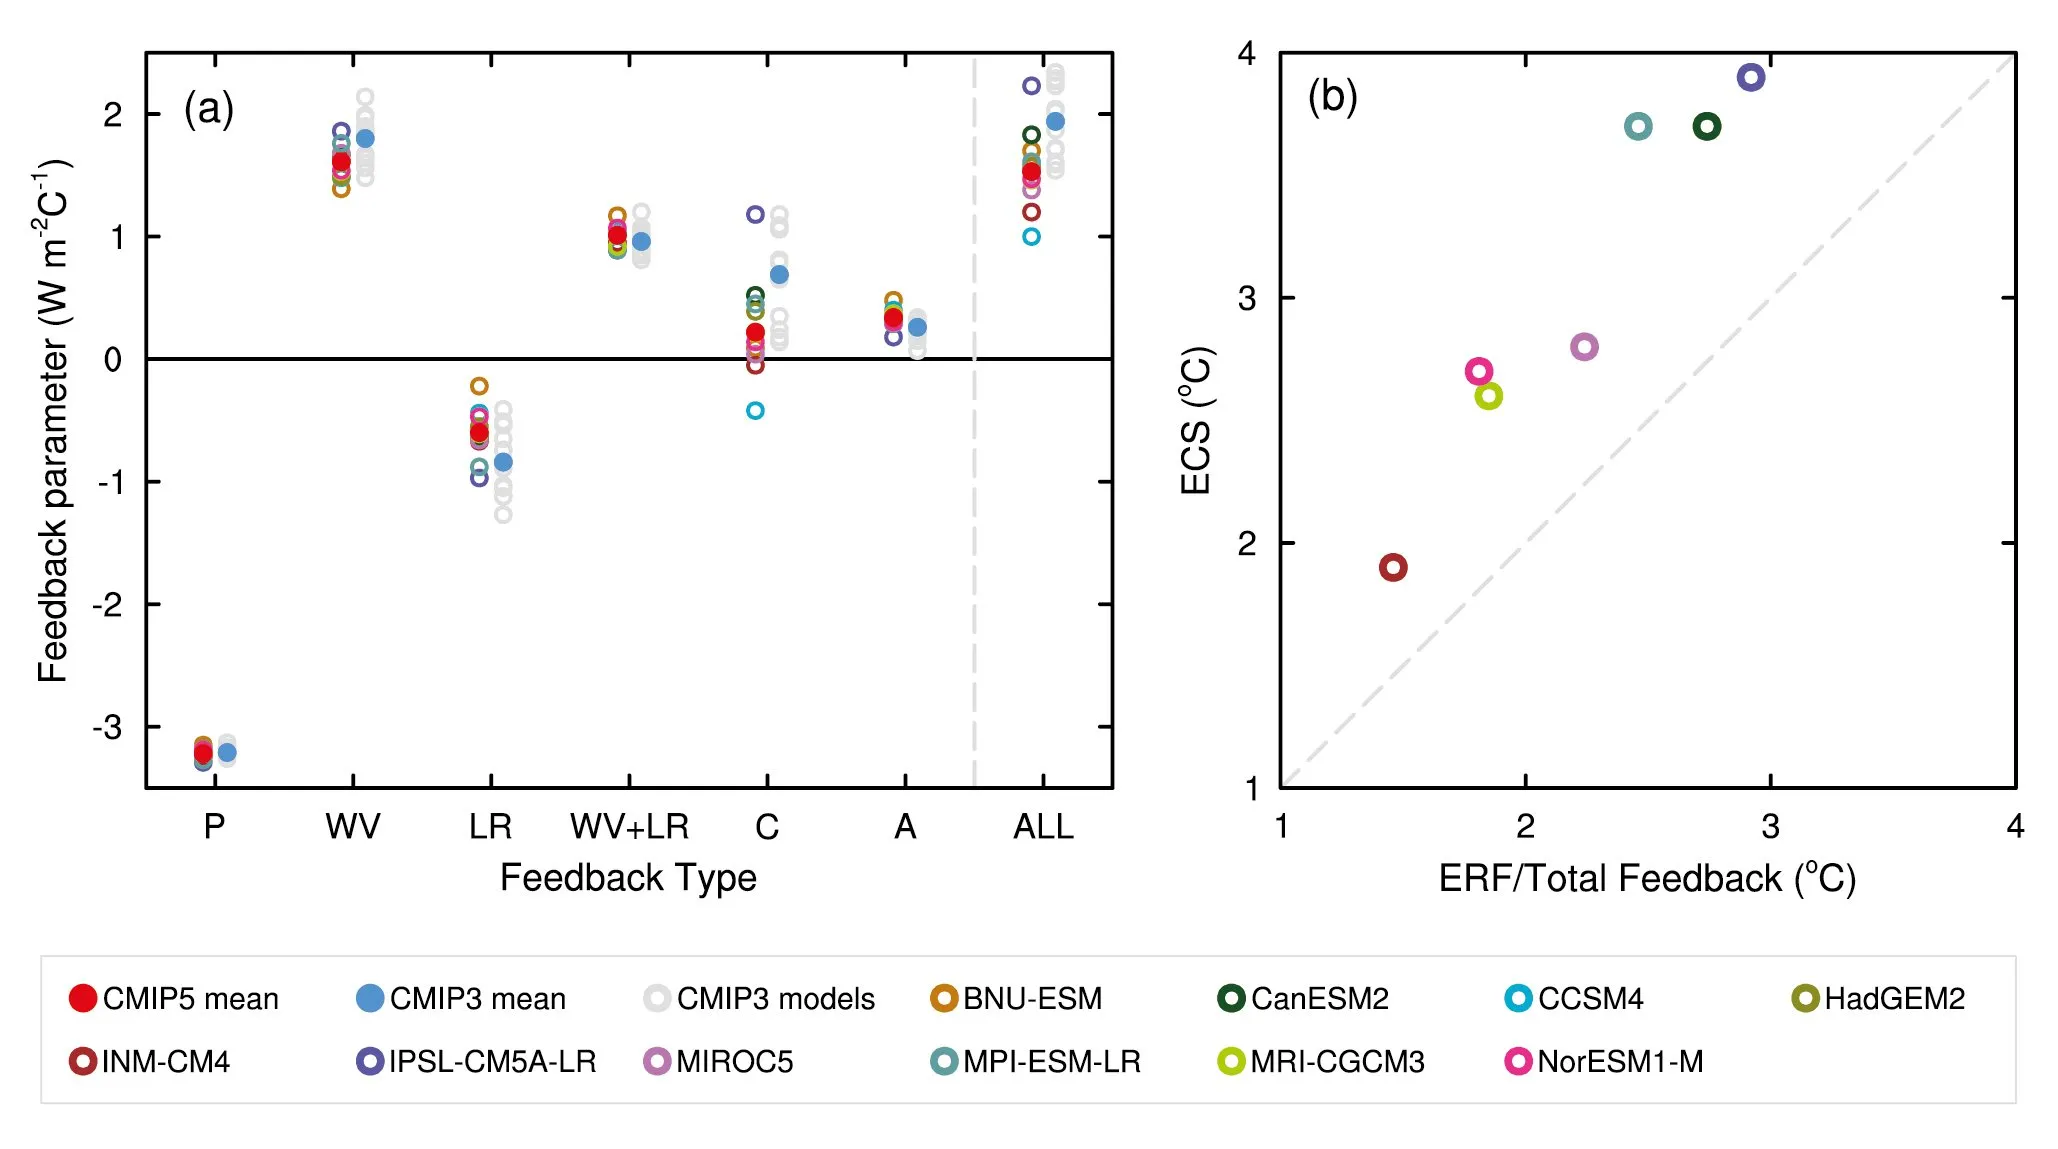 (a)
2
1
0
-1
-2
-3
Feedback parameter (W m⁻²C⁻¹)
P WV LR WV+LR C A ALL
Feedback Type
(b)
4
3
2
1
ECS (°C)
1 2 3 4
ERF/Total Feedback (°C)
CMIP5 mean CMIP3 mean CMIP3 models BNU-ESM CanESM2 CCSM4 HadGEM2
INM-CM4 IPSL-CM5A-LR MIROC5 MPI-ESM-LR MRI-CGCM3 NorESM1-M